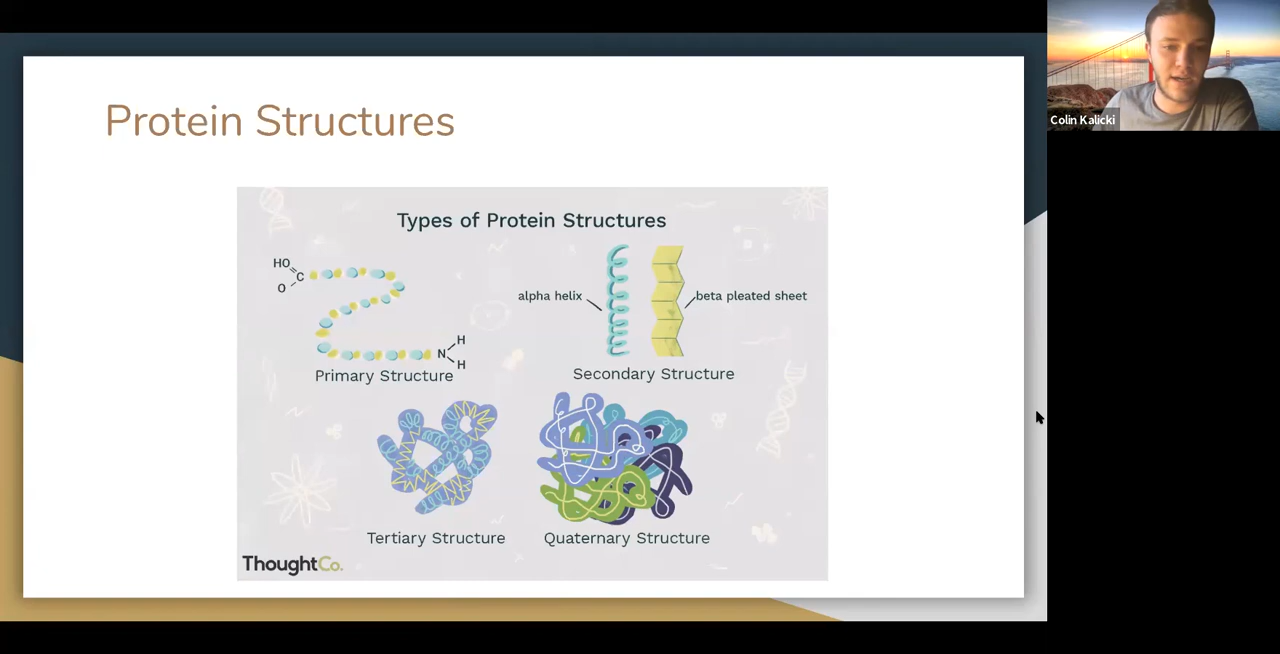 Protein Structures
Types of Protein Structures
HO
C
O
N
H
H
Primary Structure
alpha helix
beta pleated sheet
Secondary Structure
Tertiary Structure
Quaternary Structure
ThoughtCo.
Colin Kalicki